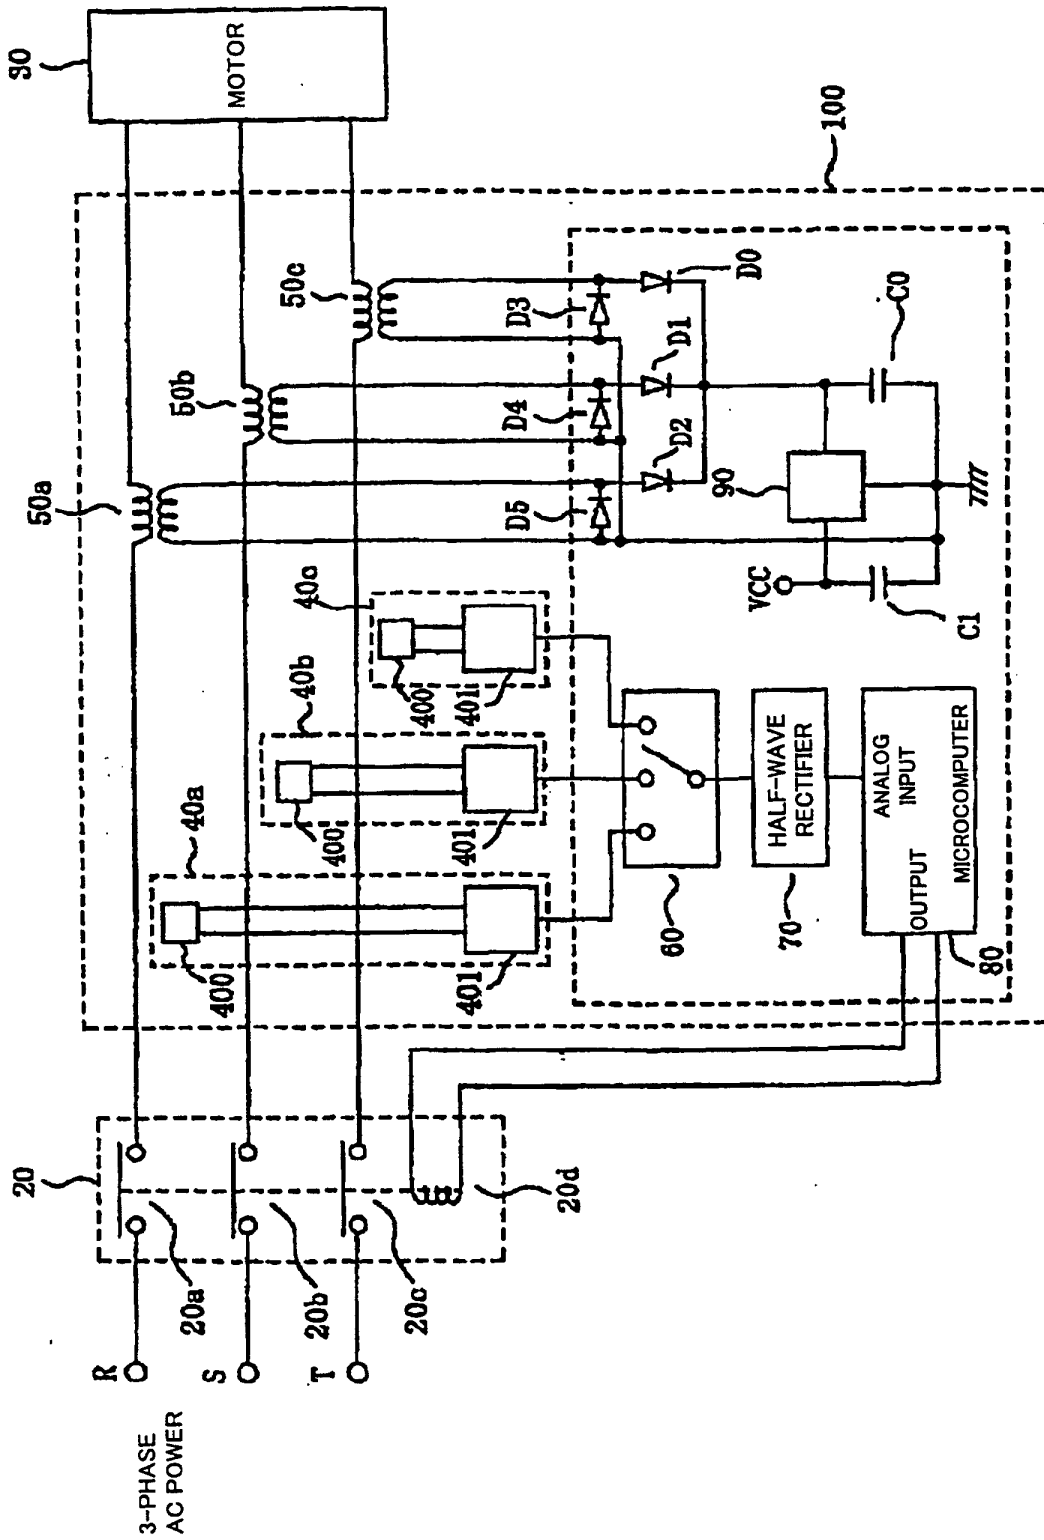 3-PHASE
AC POWER
R
S
T
20
20a
20b
20c
20d
50a
50b
50c
30
MOTOR
100
40a
40b
40c
400
400
400
401
401
401
D5
D4
D3
D2
D1
D0
60
HALF-WAVE
RECTIFIER
70
ANALOG
INPUT
OUTPUT
MICROCOMPUTER
80
VCC
90
C1
C0